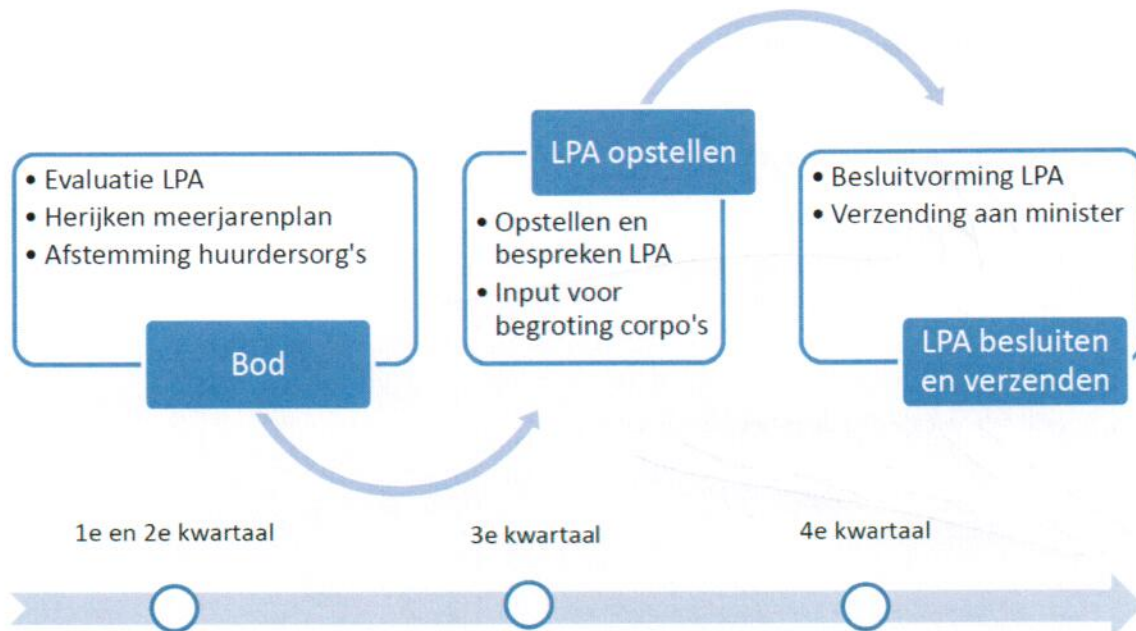 • Evaluatie LPA
• Herijken meerjarenplan
• Afstemming huurdersorg's
Bod
LPA opstellen
• Opstellen en
bespreken LPA
• Input voor
begroting corpo's
• Besluitvorming LPA
• Verzending aan minister
LPA besluiten
en verzenden
1e en 2e kwartaal
3e kwartaal
4e kwartaal